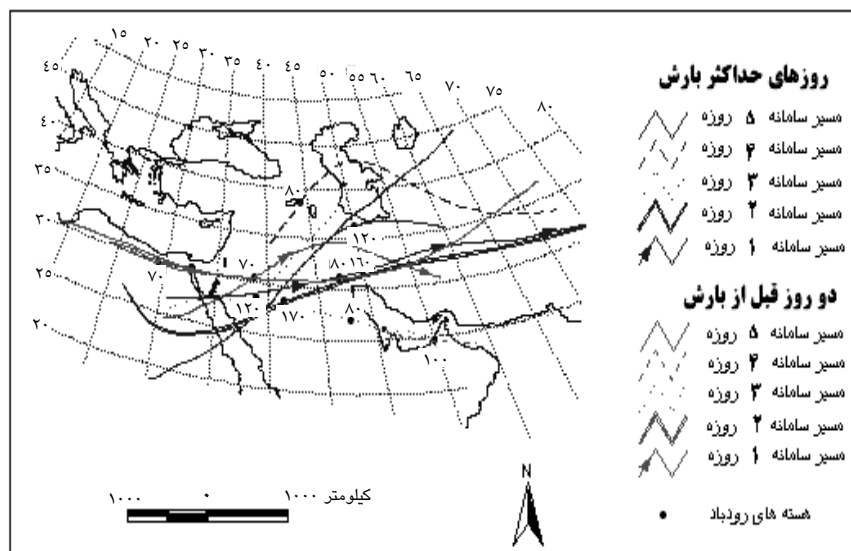 ۱۰ ۱۵ ۲۰ ۲۵ ۳۰ ۳۵ ۴۰ ۴۵ ۵۰ ۵۵ ۶۰ ۶۵ ۷۰ ۷۵ ۸۰
۴۵
۴۰
۳۵
۳۰
۲۵
۲۰
۸۰
۱۲۰
۷۰ ۷۰ ۸۰ ۱۶۰
۱۲۰ ۱۷۰ ۸۰
۱۰۰
روزهای حداکثر بارش
مسیر سامانه ۵ روزه
مسیر سامانه ۴ روزه
مسیر سامانه ۳ روزه
مسیر سامانه ۲ روزه
مسیر سامانه ۱ روزه
دو روز قبل از بارش
مسیر سامانه ۵ روزه
مسیر سامانه ۴ روزه
مسیر سامانه ۳ روزه
مسیر سامانه ۲ روزه
مسیر سامانه ۱ روزه
هسته های رودباد
N
۱۰۰۰ ۰ ۱۰۰۰ کیلومتر